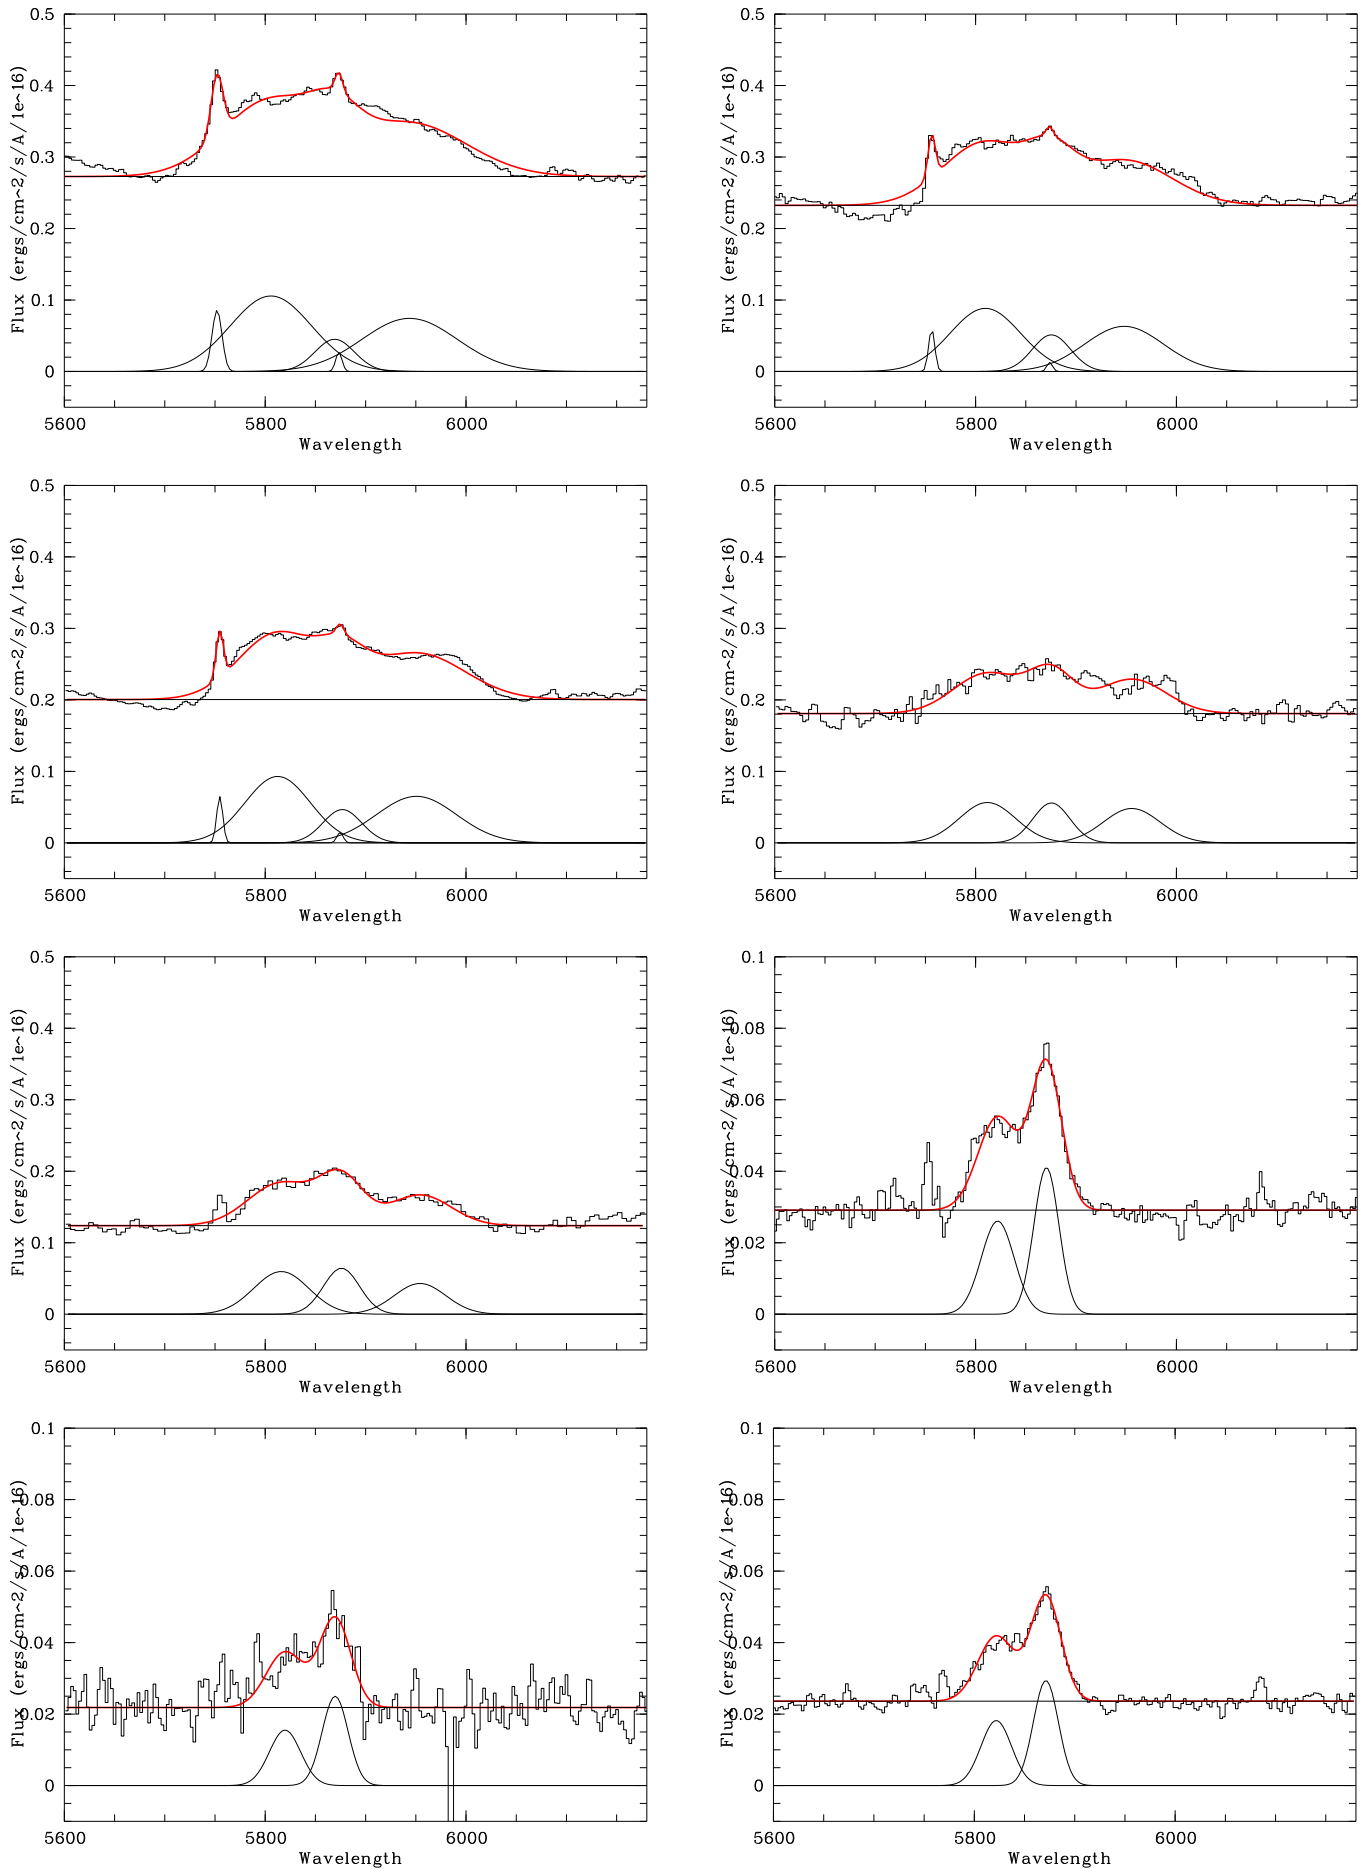 0.5 0.5
0.4 0.4
0.3 0.3
0.2 0.2
0.1 0.1
0 0
Flux (ergs/cm^2/s/A/1e-16) Flux (ergs/cm^2/s/A/1e-16)
5600 5800 6000 5600 5800 6000
Wavelength Wavelength
0.5 0.5
0.4 0.4
0.3 0.3
0.2 0.2
0.1 0.1
0 0
Flux (ergs/cm^2/s/A/1e-16) Flux (ergs/cm^2/s/A/1e-16)
5600 5800 6000 5600 5800 6000
Wavelength Wavelength
0.5 0.1
0.4 0.08
0.3 0.06
0.2 0.04
0.1 0.02
0 0
Flux (ergs/cm^2/s/A/1e-16) Flux (ergs/cm^2/s/A/1e-16)
5600 5800 6000 5600 5800 6000
Wavelength Wavelength
0.1 0.1
0.08 0.08
0.06 0.06
0.04 0.04
0.02 0.02
0 0
Flux (ergs/cm^2/s/A/1e-16) Flux (ergs/cm^2/s/A/1e-16)
5600 5800 6000 5600 5800 6000
Wavelength Wavelength